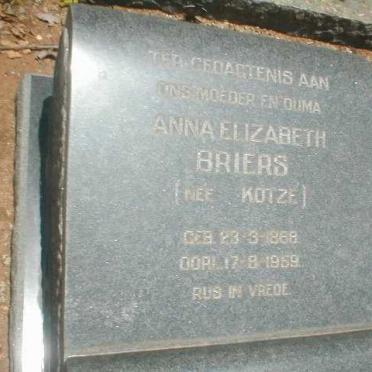 TER GEDAGTENIS AAN
ONS MOEDER EN OUMA
ANNA ELIZABETH
BRIERS
(NEE KOTZE)
GEB. 23-3-1868
OORL. 17-8-1959
RUS IN VREDE